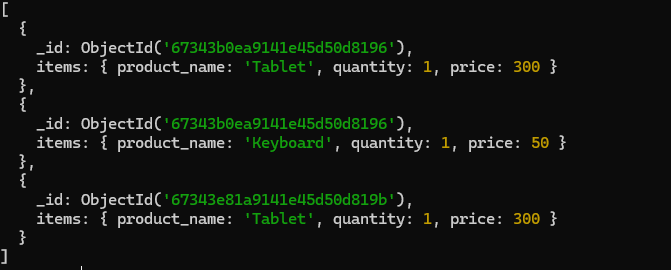 [
  {
    _id: ObjectId('67343b0ea9141e45d50d8196'),
    items: { product_name: 'Tablet', quantity: 1, price: 300 }
  },
  {
    _id: ObjectId('67343b0ea9141e45d50d8196'),
    items: { product_name: 'Keyboard', quantity: 1, price: 50 }
  },
  {
    _id: ObjectId('67343e81a9141e45d50d819b'),
    items: { product_name: 'Tablet', quantity: 1, price: 300 }
  }
]